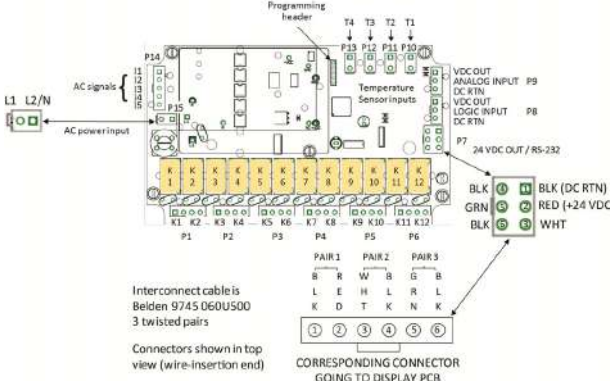 Programming
header
T4 T3 T2 T1
P13 P12 P11 P10
P14
I1
I2
I3
I4
I5
AC signals
L1 L2/N
P15
AC power input
Temperature
Sensor inputs
VDC OUT
ANALOG INPUT P9
DC RTN
VDC OUT
LOGIC INPUT P8
DC RTN
P7
24 VDC OUT / RS-232
K K K K K K K K K K K K
1 2 3 4 5 6 7 8 9 10 11 12
K1 K2 K3 K4 K5 K6 K7 K8 K9 K10 K11 K12
P1 P2 P3 P4 P5 P6
BLK 4 1 BLK (DC RTN)
GRN 5 2 RED (+24 VDC
BLK 6 3 WHT
PAIR 1 PAIR 2 PAIR 3
B R W B G B
L E H L R L
K D T K N K
1 2 3 4 5 6
Interconnect cable is
Belden 9745 060U500
3 twisted pairs
Connectors shown in top
view (wire-insertion end)
CORRESPONDING CONNECTOR
GOING TO DISPLAY PCB